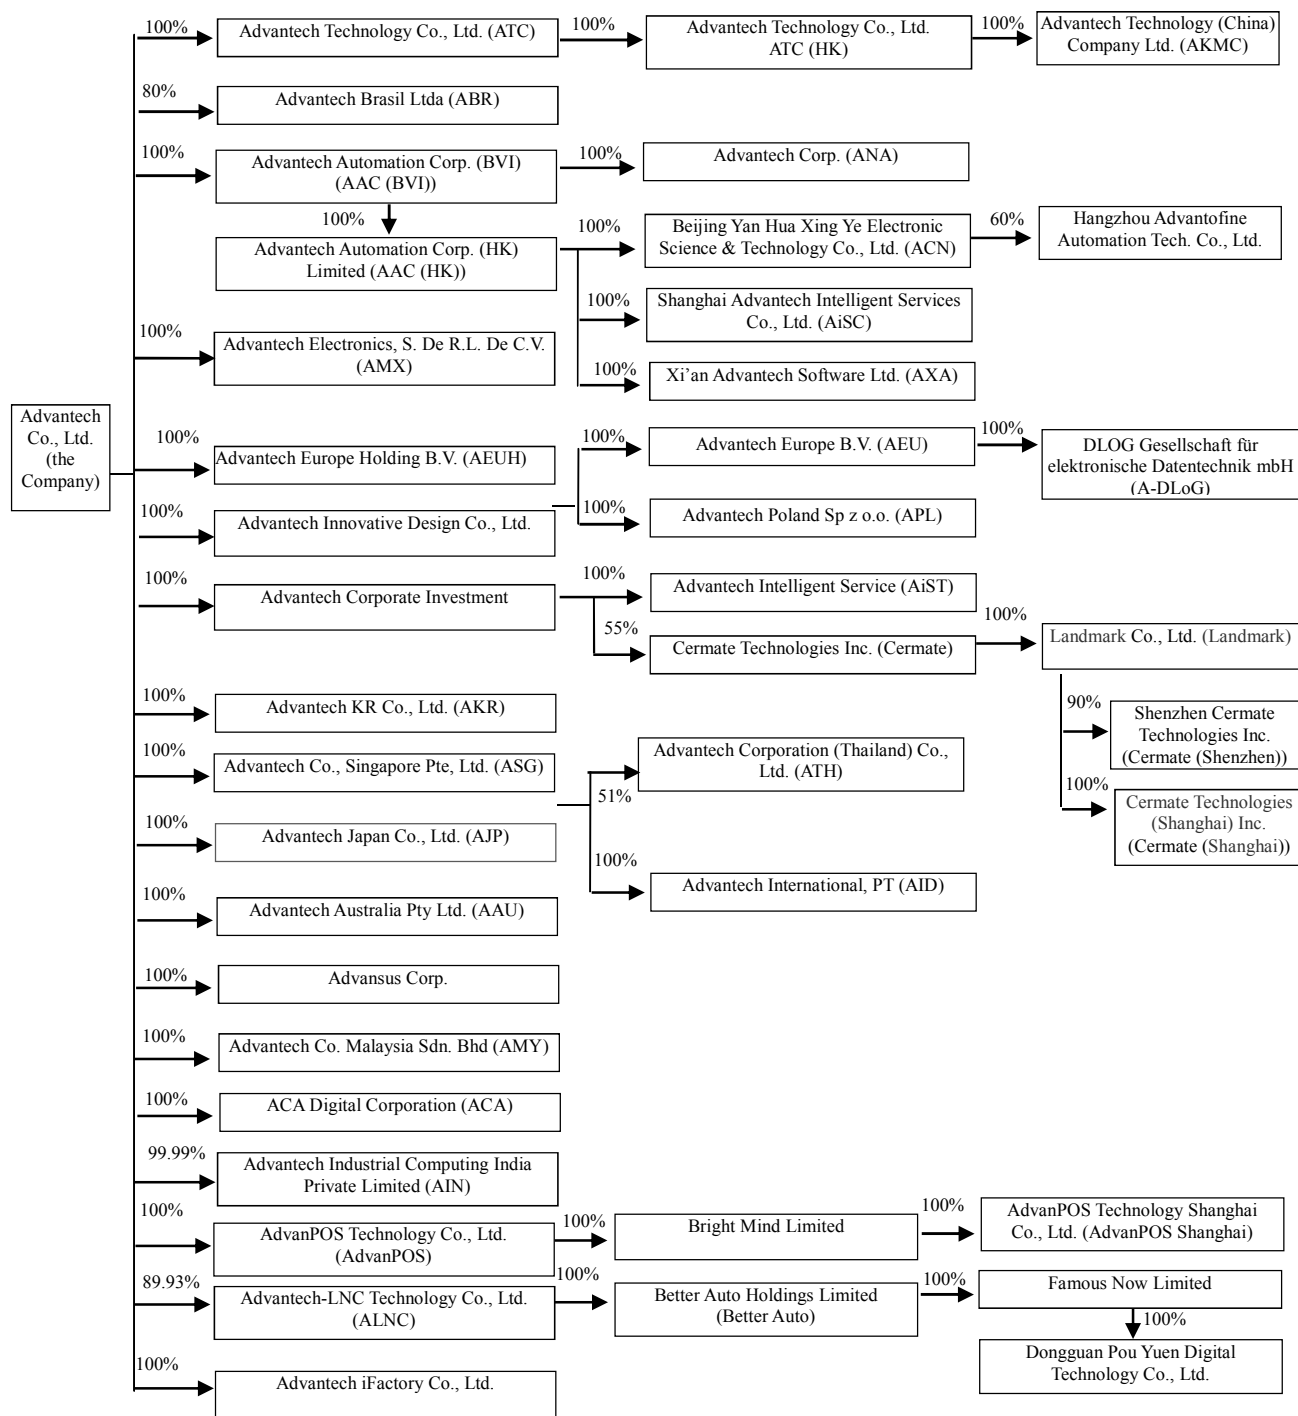 100%
Advantech Technology Co., Ltd. (ATC)
100%
Advantech Technology Co., Ltd.
ATC (HK)
100%
Advantech Technology (China)
Company Ltd. (AKMC)
80%
Advantech Brasil Ltda (ABR)
100%
Advantech Automation Corp. (BVI)
(AAC (BVI))
100%
Advantech Corp. (ANA)
100%
Advantech Automation Corp. (HK)
Limited (AAC (HK))
100%
Beijing Yan Hua Xing Ye Electronic
Science & Technology Co., Ltd. (ACN)
60%
Hangzhou Advantofine
Automation Tech. Co., Ltd.
100%
Shanghai Advantech Intelligent Services
Co., Ltd. (AiSC)
100%
Advantech Electronics, S. De R.L. De C.V.
(AMX)
100%
Xi’an Advantech Software Ltd. (AXA)
Advantech
Co., Ltd.
(the
Company)
100%
Advantech Europe Holding B.V. (AEUH)
100%
Advantech Europe B.V. (AEU)
100%
DLOG Gesellschaft für
elektronische Datentechnik mbH
(A-DLoG)
100%
Advantech Innovative Design Co., Ltd.
100%
Advantech Poland Sp z o.o. (APL)
100%
Advantech Corporate Investment
100%
Advantech Intelligent Service (AiST)
55%
Cermate Technologies Inc. (Cermate)
100%
Landmark Co., Ltd. (Landmark)
90%
Shenzhen Cermate
Technologies Inc.
(Cermate (Shenzhen))
100%
Cermate Technologies
(Shanghai) Inc.
(Cermate (Shanghai))
100%
Advantech KR Co., Ltd. (AKR)
100%
Advantech Co., Singapore Pte, Ltd. (ASG)
51%
Advantech Corporation (Thailand) Co.,
Ltd. (ATH)
100%
Advantech Japan Co., Ltd. (AJP)
100%
Advantech International, PT (AID)
100%
Advantech Australia Pty Ltd. (AAU)
100%
Advansus Corp.
100%
Advantech Co. Malaysia Sdn. Bhd (AMY)
100%
ACA Digital Corporation (ACA)
99.99%
Advantech Industrial Computing India
Private Limited (AIN)
100%
AdvanPOS Technology Co., Ltd.
(AdvanPOS)
100%
Bright Mind Limited
100%
AdvanPOS Technology Shanghai
Co., Ltd. (AdvanPOS Shanghai)
89.93%
Advantech-LNC Technology Co., Ltd.
(ALNC)
100%
Better Auto Holdings Limited
(Better Auto)
100%
Famous Now Limited
100%
Dongguan Pou Yuen Digital
Technology Co., Ltd.
100%
Advantech iFactory Co., Ltd.